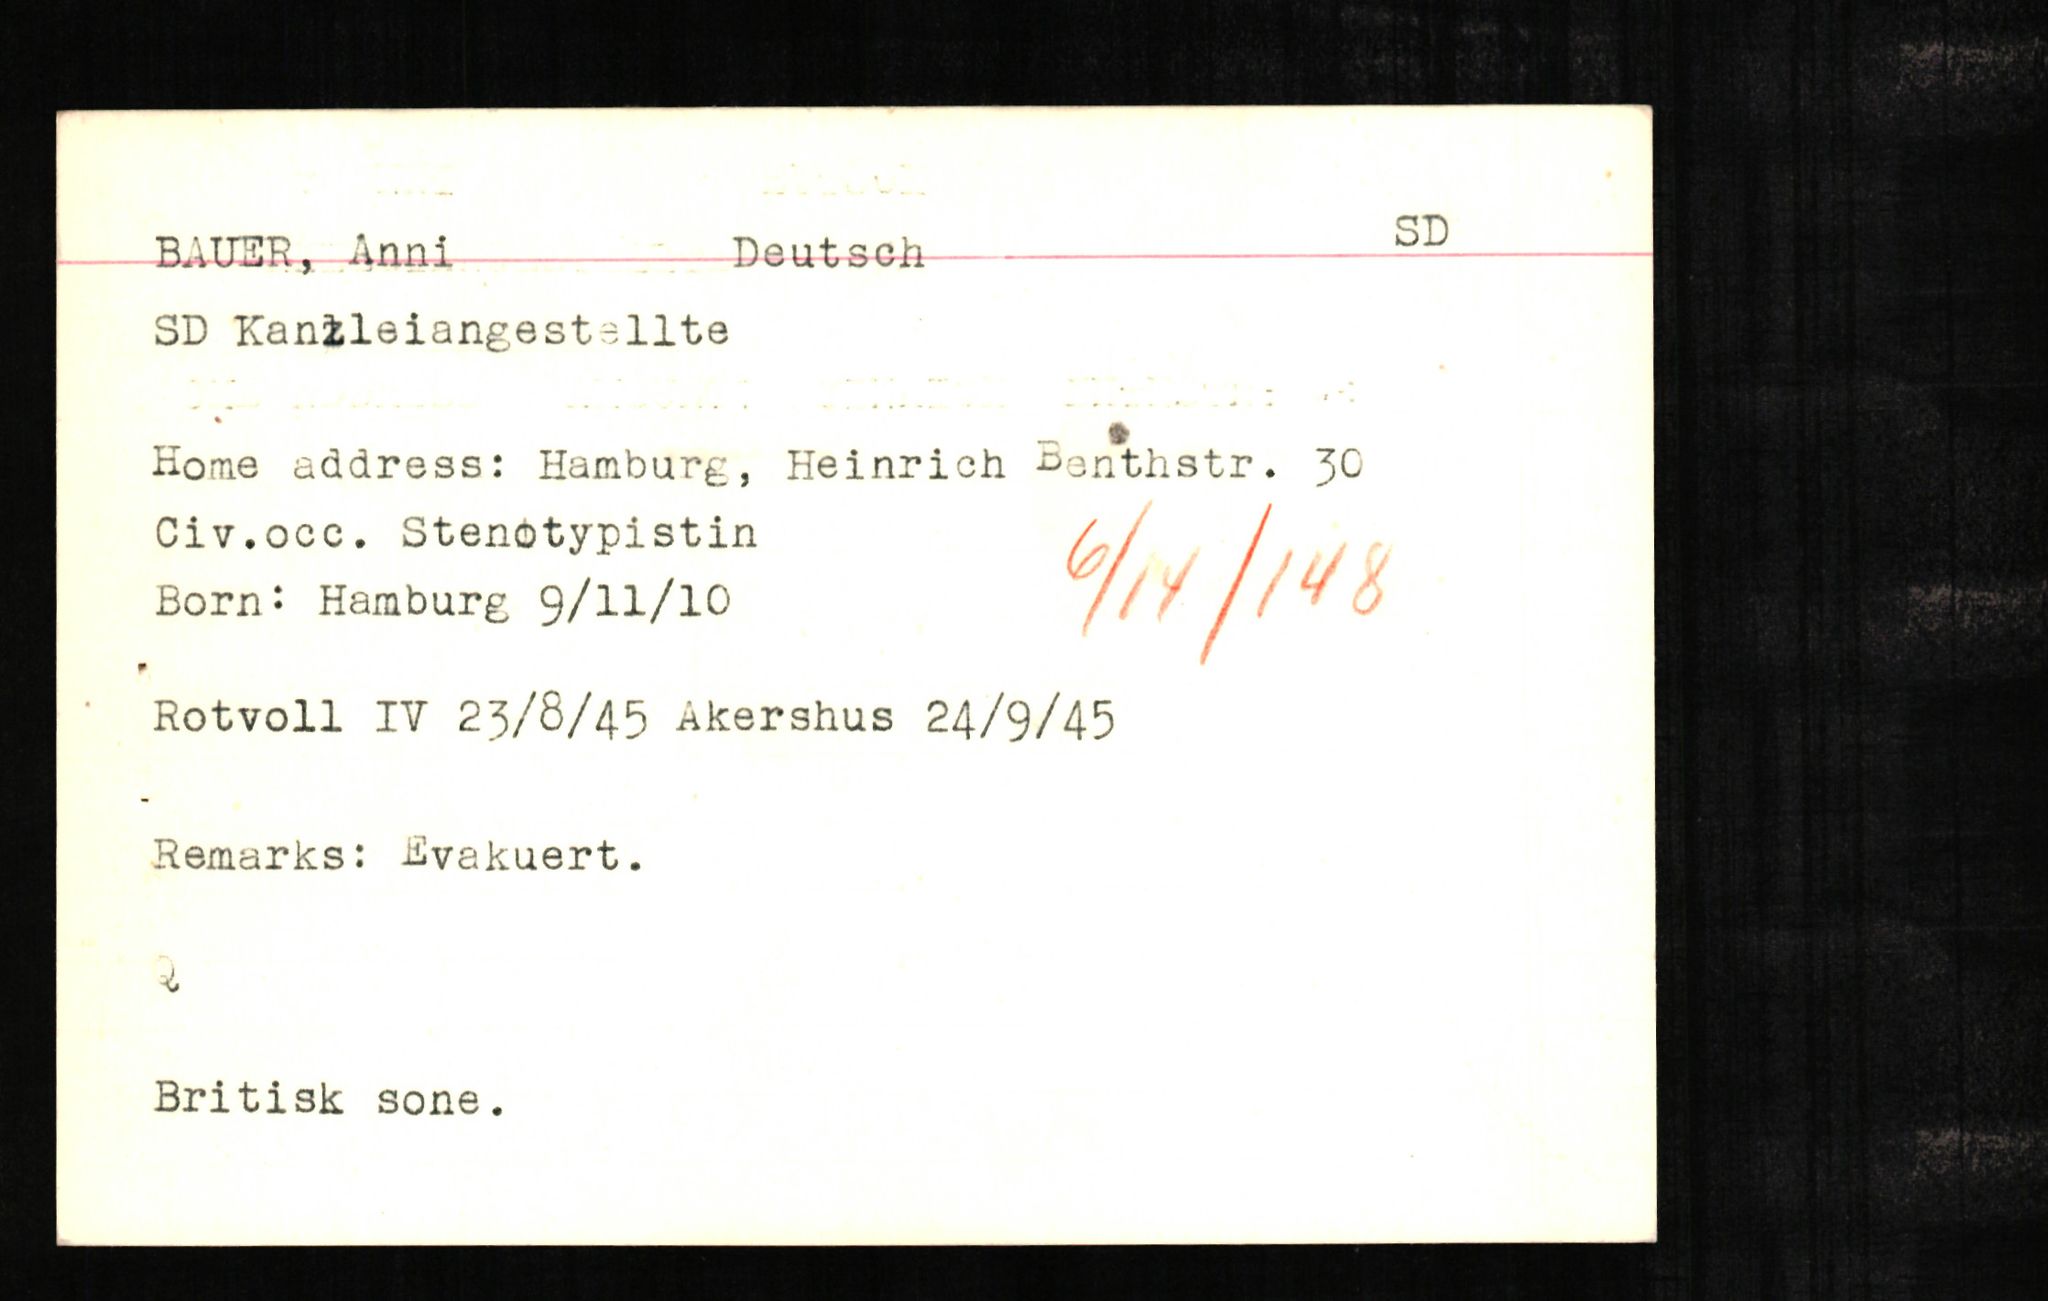 BAUER, Anni Deutsch SD
SD Kanzleiangestellte
Home address: Hamburg, Heinrich Benthstr. 30
Civ.occ. Stenotypistin
6/14/148
Born: Hamburg 9/11/10
Rotvoll IV 23/8/45 Akershus 24/9/45
Remarks: Evakuert.
Q
Britisk sone.